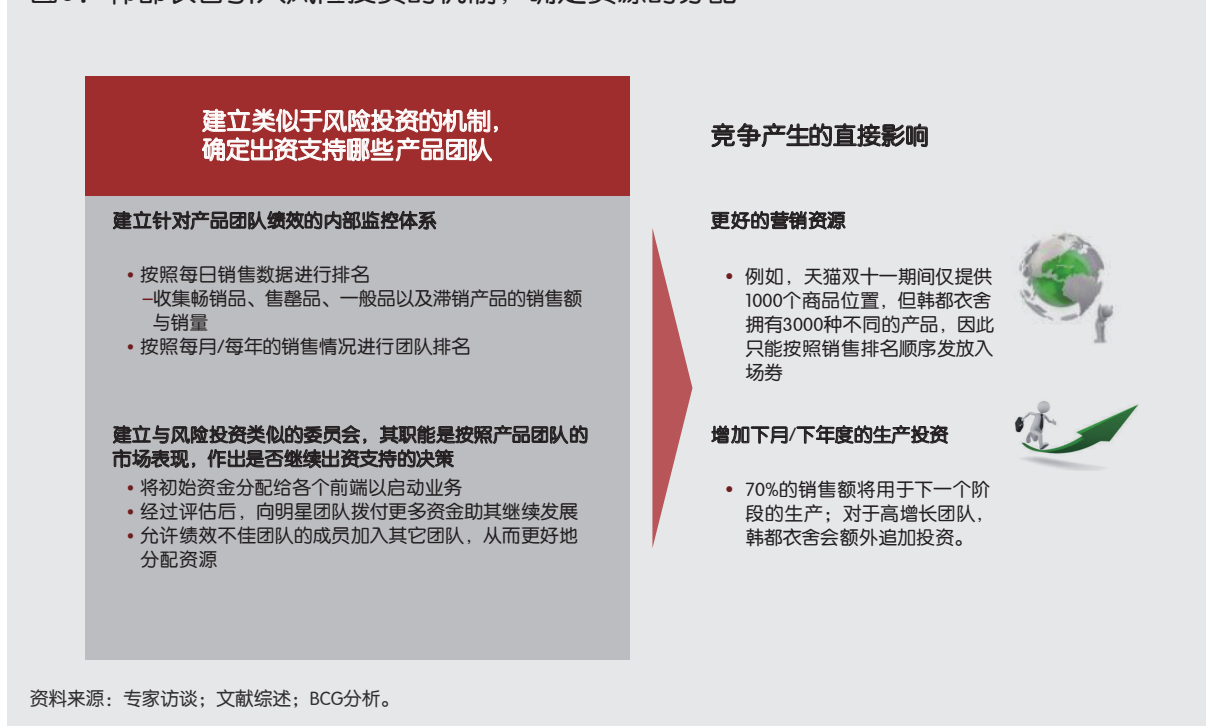 建立类似于风险投资的机制，
确定出资支持哪些产品团队
建立针对产品团队绩效的内部监控体系
• 按照每日销售数据进行排名
–收集畅销品、售罄品、一般品以及滞销产品的销售额
与销量
• 按照每月/每年的销售情况进行团队排名
建立与风险投资类似的委员会，其职能是按照产品团队的
市场表现，作出是否继续出资支持的决策
• 将初始资金分配给各个前端以启动业务
• 经过评估后，向明星团队拨付更多资金助其继续发展
• 允许绩效不佳团队的成员加入其它团队，从而更好地
分配资源
竞争产生的直接影响
更好的营销资源
• 例如，天猫双十一期间仅提供
1000个商品位置，但韩都衣舍
拥有3000种不同的产品，因此
只能按照销售排名顺序发放入
场券
增加下月/下年度的生产投资
• 70%的销售额将用于下一个阶
段的生产；对于高增长团队，
韩都衣舍会额外追加投资。
资料来源：专家访谈；文献综述；BCG分析。